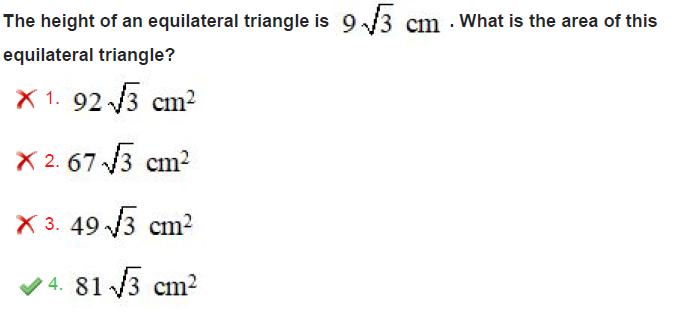 The height of an equilateral triangle is 9√3 cm . What is the area of this
equilateral triangle?
1. 92√3 cm²
2. 67√3 cm²
3. 49√3 cm²
4. 81√3 cm²